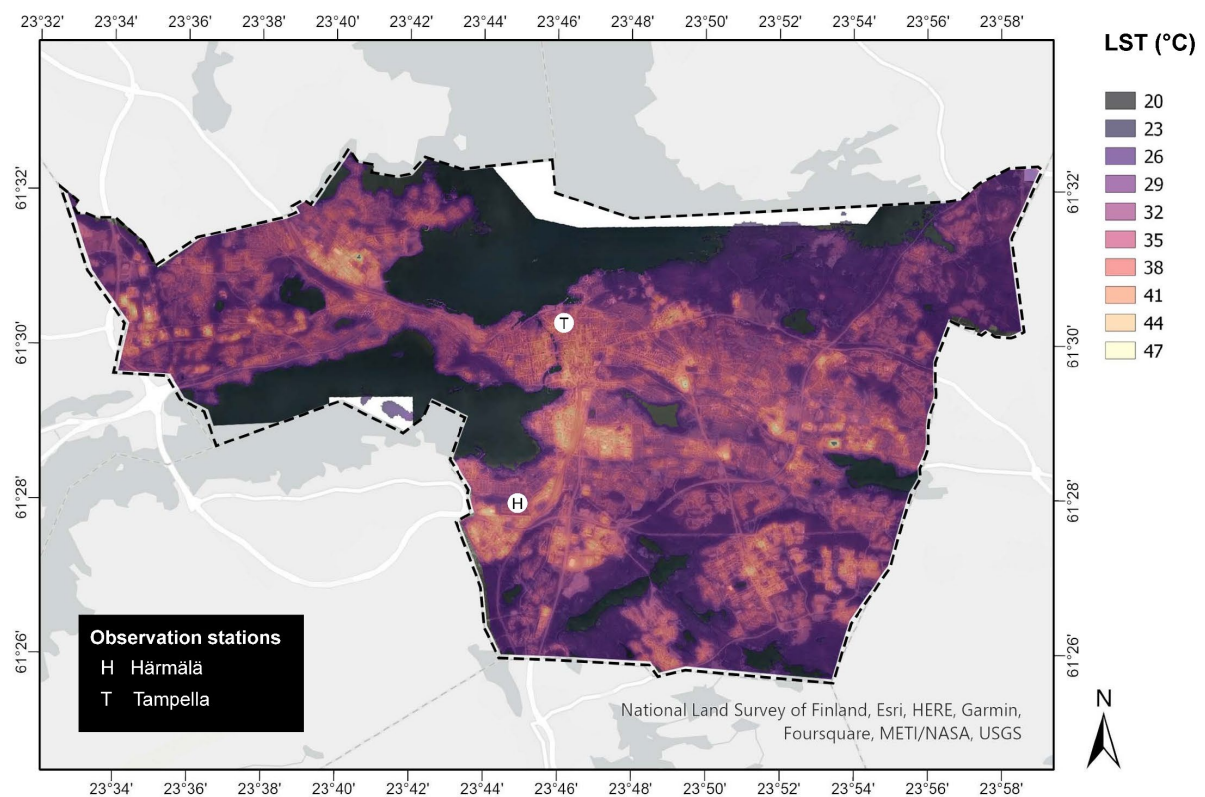 23°32' 23°34' 23°36' 23°38' 23°40' 23°42' 23°44' 23°46' 23°48' 23°50' 23°52' 23°54' 23°56' 23°58'
LST (°C)
20
23
26
29
32
35
38
41
44
47
61°32' 61°32'
61°30' 61°30'
61°28' 61°28'
61°26' 61°26'
T
H
Observation stations
H Härmälä
T Tampella
National Land Survey of Finland, Esri, HERE, Garmin,
Foursquare, METI/NASA, USGS
N
23°34' 23°36' 23°38' 23°40' 23°42' 23°44' 23°46' 23°48' 23°50' 23°52' 23°54' 23°56' 23°58'